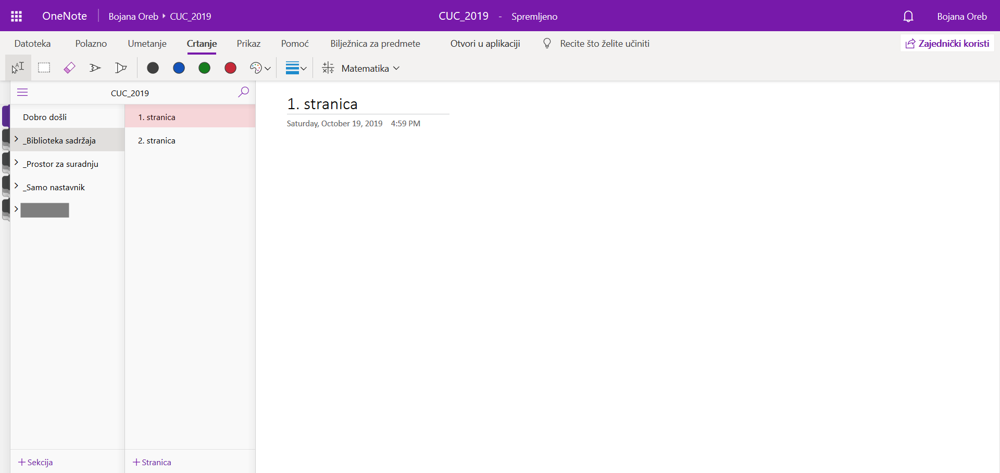 OneNote Bojana Oreb CUC_2019 CUC_2019 - Spremljeno Bojana Oreb
Datoteka Polazno Umetanje Crtanje Prikaz Pomoć Bilježnica za predmete Otvori u aplikaciji Recite što želite učiniti Zajednički koristi
Matematika
CUC_2019
Dobro došli
_Biblioteka sadržaja
_Prostor za suradnju
_Samo nastavnik
+ Sekcija
1. stranica
2. stranica
+ Stranica
1. stranica
Saturday, October 19, 2019 4:59 PM